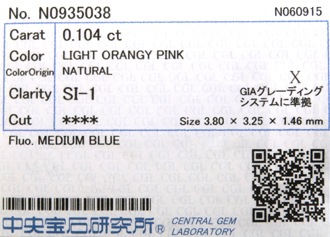 No. N0935038 N060915
Carat 0.104 ct
Color LIGHT ORANGY PINK
ColorOrigin NATURAL
Clarity SI-1
X
GIAグレーディング
システムに準拠
Cut **** Size 3.80 × 3.25 × 1.46 mm
Fluo. MEDIUM BLUE
中央宝石研究所® CENTRAL GEM
LABORATORY